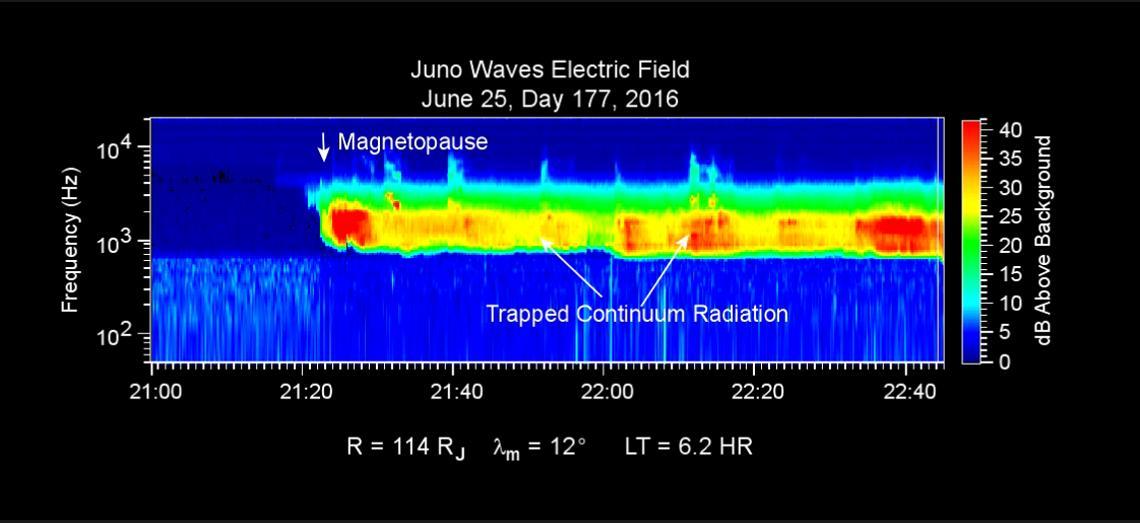 Juno Waves Electric Field
June 25, Day 177, 2016
Magnetopause
Trapped Continuum Radiation
Frequency (Hz)
10⁴
10³
10²
21:00 21:20 21:40 22:00 22:20 22:40
40
35
30
25
20
15
10
5
0
dB Above Background
R = 114 R_J λ_m = 12° LT = 6.2 HR